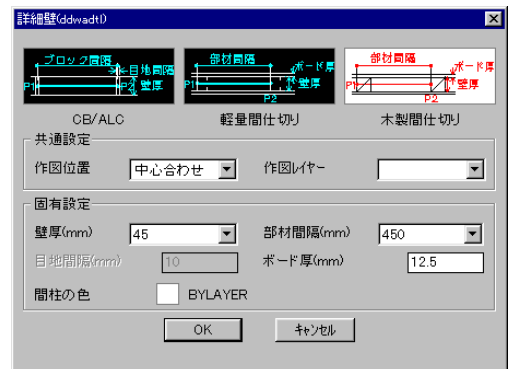 詳細壁(ddwadtl)
ブロック間隔
目地間隔
P1
P2
壁厚
部材間隔
ボード厚
P1
壁厚
P2
部材間隔
ボード厚
P1
壁厚
P2
CB/ALC
軽量間仕切り
木製間仕切り
共通設定
作図位置
中心合わせ
作図レイヤー
固有設定
壁厚(mm)
45
部材間隔(mm)
450
目地間隔(mm)
10
ボード厚(mm)
12.5
間柱の色
BYLAYER
OK
キャンセル